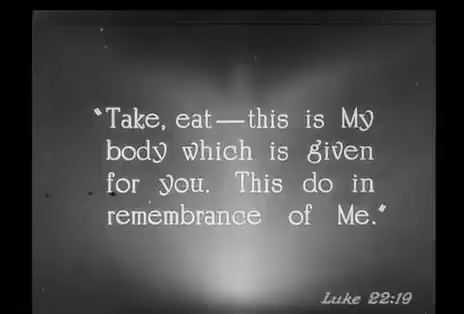 "Take, eat—this is My
body which is given
for you. This do in
remembrance of Me."
Luke 22:19